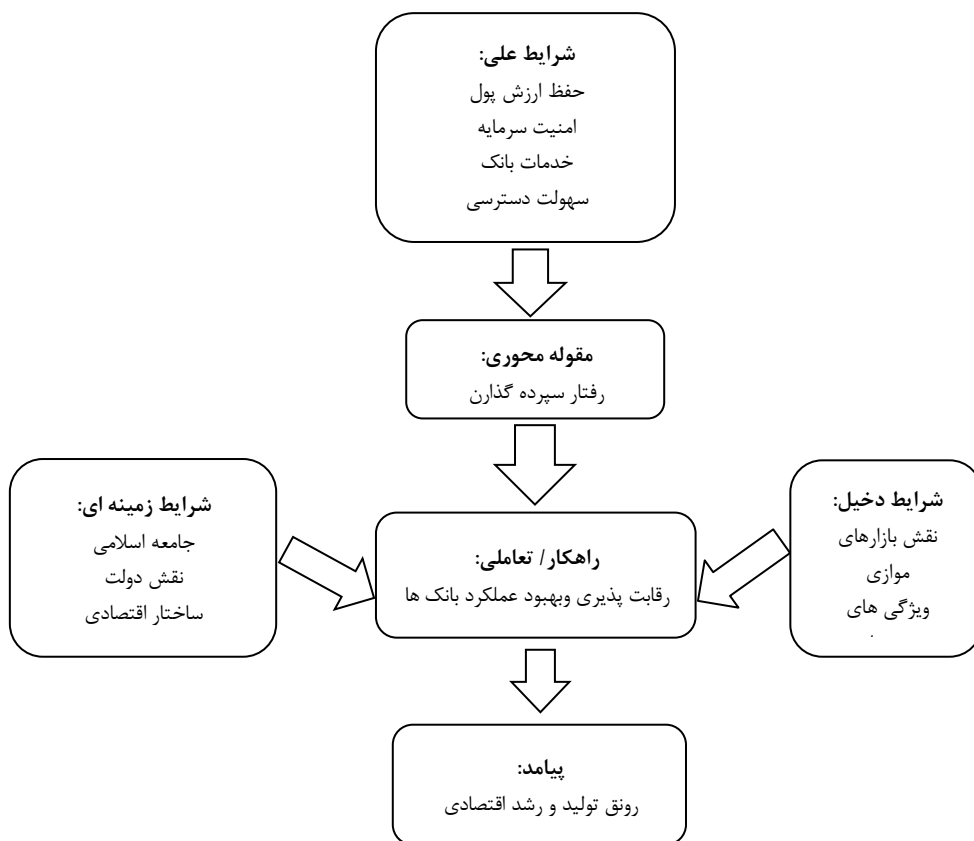 شرایط علی:
حفظ ارزش پول
امنیت سرمایه
خدمات بانک
سهولت دسترسی
مقوله محوری:
رفتار سپرده گذارن
شرایط دخیل:
نقش بازارهای
موازی
ویژگی های
راهکار/ تعاملی:
رقابت پذیری وبهبود عملکرد بانک ها
شرایط زمینه ای:
جامعه اسلامی
نقش دولت
ساختار اقتصادی
پیامد:
رونق تولید و رشد اقتصادی